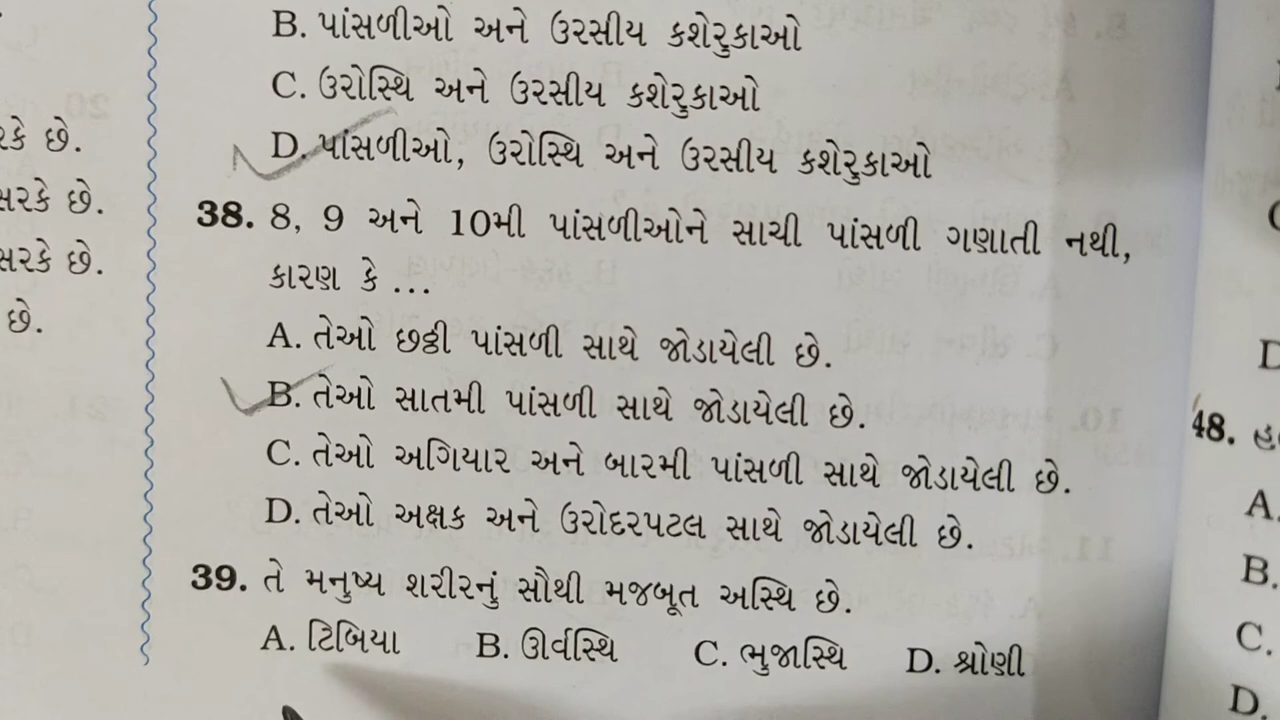 B. પાંસળીઓ અને ઉરસીય કશેરુકાઓ
C. ઉરોસ્થિ અને ઉરસીય કશેરુકાઓ
D. પાંસળીઓ, ઉરોસ્થિ અને ઉરસીય કશેરુકાઓ
38. 8, 9 અને 10મી પાંસળીઓને સાચી પાંસળી ગણાતી નથી,
કારણ કે ...
A. તેઓ છઠ્ઠી પાંસળી સાથે જોડાયેલી છે.
B. તેઓ સાતમી પાંસળી સાથે જોડાયેલી છે.
C. તેઓ અગિયાર અને બારમી પાંસળી સાથે જોડાયેલી છે.
D. તેઓ અક્ષક અને ઉરોદરપટલ સાથે જોડાયેલી છે.
39. તે મનુષ્ય શરીરનું સૌથી મજબૂત અસ્થિ છે.
A. ટિબિયા B. ઊર્વસ્થિ C. ભુજાસ્થિ D. શ્રોણી
છે.
સરકે છે.
સરકે છે.
છે.
48.
A.
B.
C.
D.